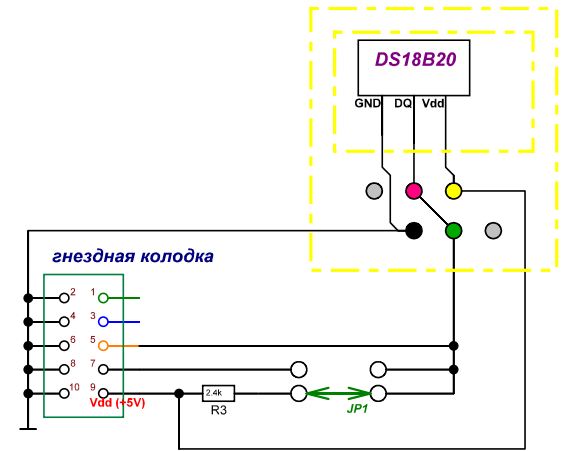 DS18B20
GND DQ Vdd
гнездная колодка
2 1
4 3
6 5
8 7
10 9
Vdd (+5V)
2.4k
R3
JP1